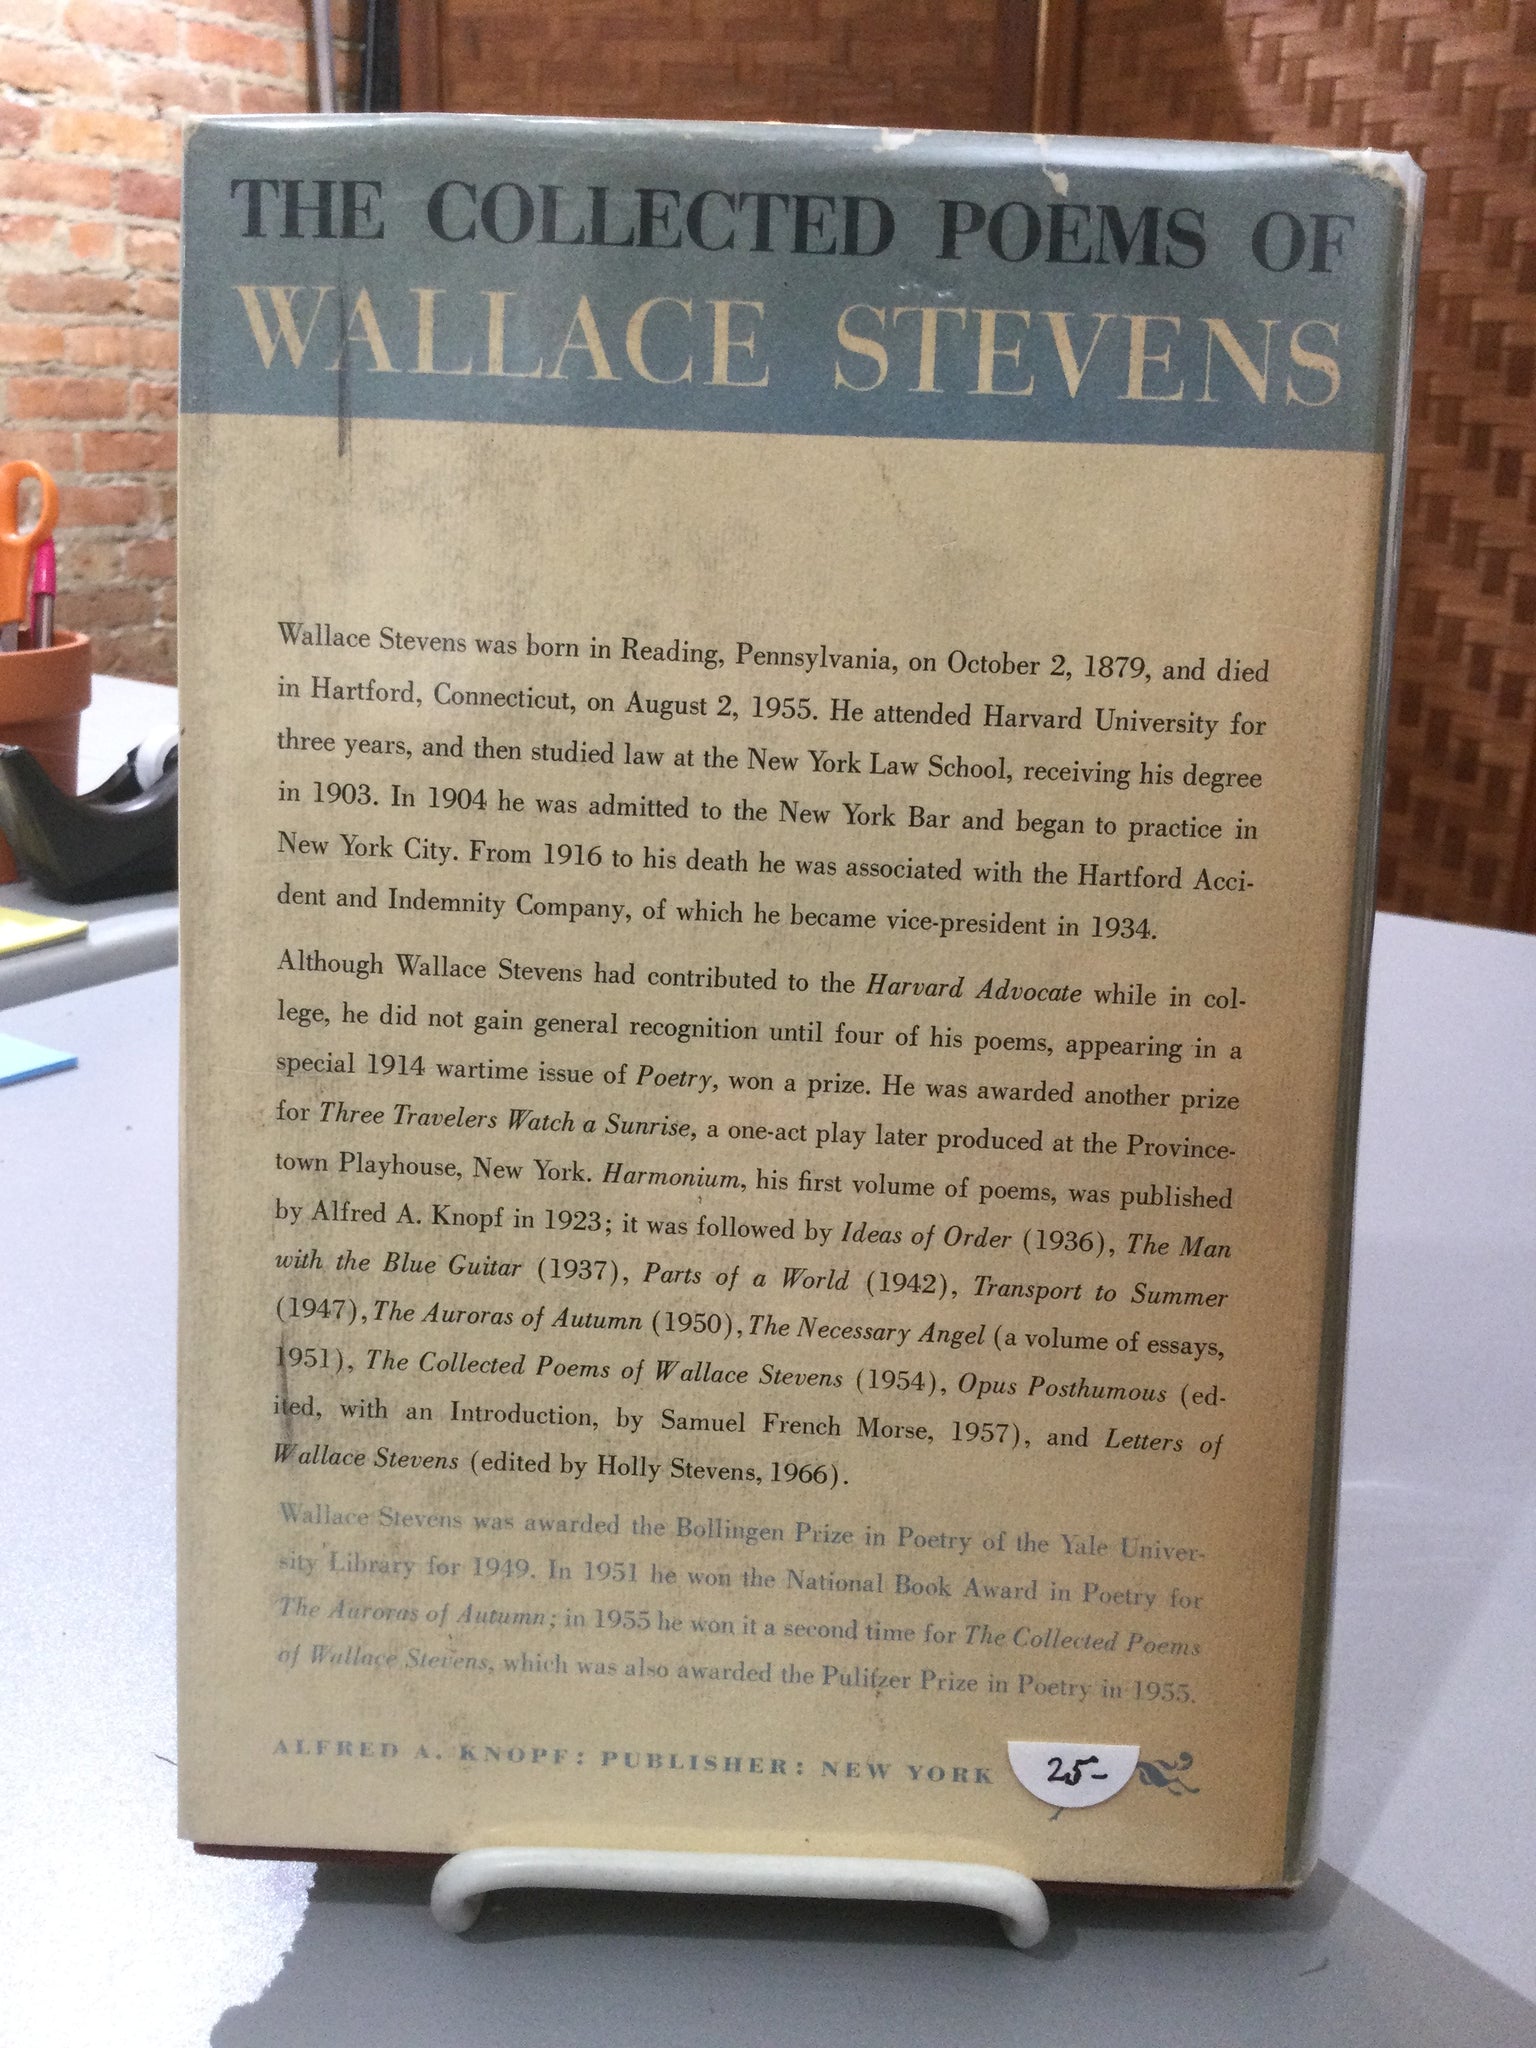 THE COLLECTED POEMS OF
WALLACE STEVENS
Wallace Stevens was born in Reading, Pennsylvania, on October 2, 1879, and died
in Hartford, Connecticut, on August 2, 1955. He attended Harvard University for
three years, and then studied law at the New York Law School, receiving his degree
in 1903. In 1904 he was admitted to the New York Bar and began to practice in
New York City. From 1916 to his death he was associated with the Hartford Acci-
dent and Indemnity Company, of which he became vice-president in 1934.
Although Wallace Stevens had contributed to the Harvard Advocate while in col-
lege, he did not gain general recognition until four of his poems, appearing in a
special 1914 wartime issue of Poetry, won a prize. He was awarded another prize
for Three Travelers Watch a Sunrise, a one-act play later produced at the Province-
town Playhouse, New York. Harmonium, his first volume of poems, was published
by Alfred A. Knopf in 1923; it was followed by Ideas of Order (1936), The Man
with the Blue Guitar (1937), Parts of a World (1942), Transport to Summer
(1947), The Auroras of Autumn (1950), The Necessary Angel (a volume of essays,
1951), The Collected Poems of Wallace Stevens (1954), Opus Posthumous (ed-
ited, with an Introduction, by Samuel French Morse, 1957), and Letters of
Wallace Stevens (edited by Holly Stevens, 1966).
Wallace Stevens was awarded the Bollingen Prize in Poetry of the Yale Univer-
sity Library for 1949. In 1951 he won the National Book Award in Poetry for
The Auroras of Autumn; in 1955 he won it a second time for The Collected Poems
of Wallace Stevens, which was also awarded the Pulitzer Prize in Poetry in 1955.
ALFRED A. KNOPF: PUBLISHER: NEW YORK
25-